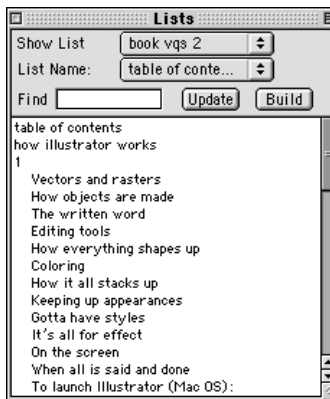 Lists
Show List book vqs 2
List Name: table of conte...
Find Update Build
table of contents
how illustrator works
1
Vectors and rasters
How objects are made
The written word
Editing tools
How everything shapes up
Coloring
How it all stacks up
Keeping up appearances
Gotta have styles
It's all for effect
On the screen
When all is said and done
To launch Illustrator (Mac OS):